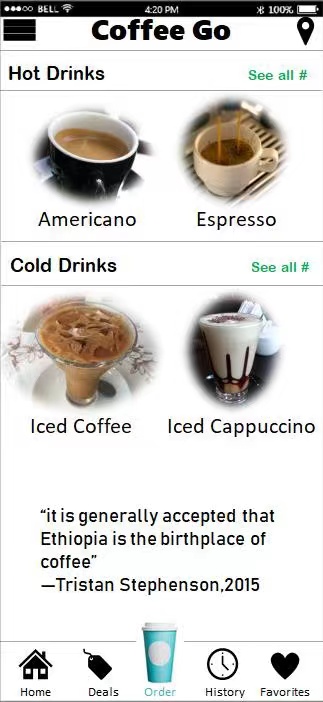 BELL 4:20 PM 100%
Coffee Go
Hot Drinks See all #
Americano Espresso
Cold Drinks See all #
Iced Coffee Iced Cappuccino
“it is generally accepted that
Ethiopia is the birthplace of
coffee”
—Tristan Stephenson,2015
Home Deals Order History Favorites